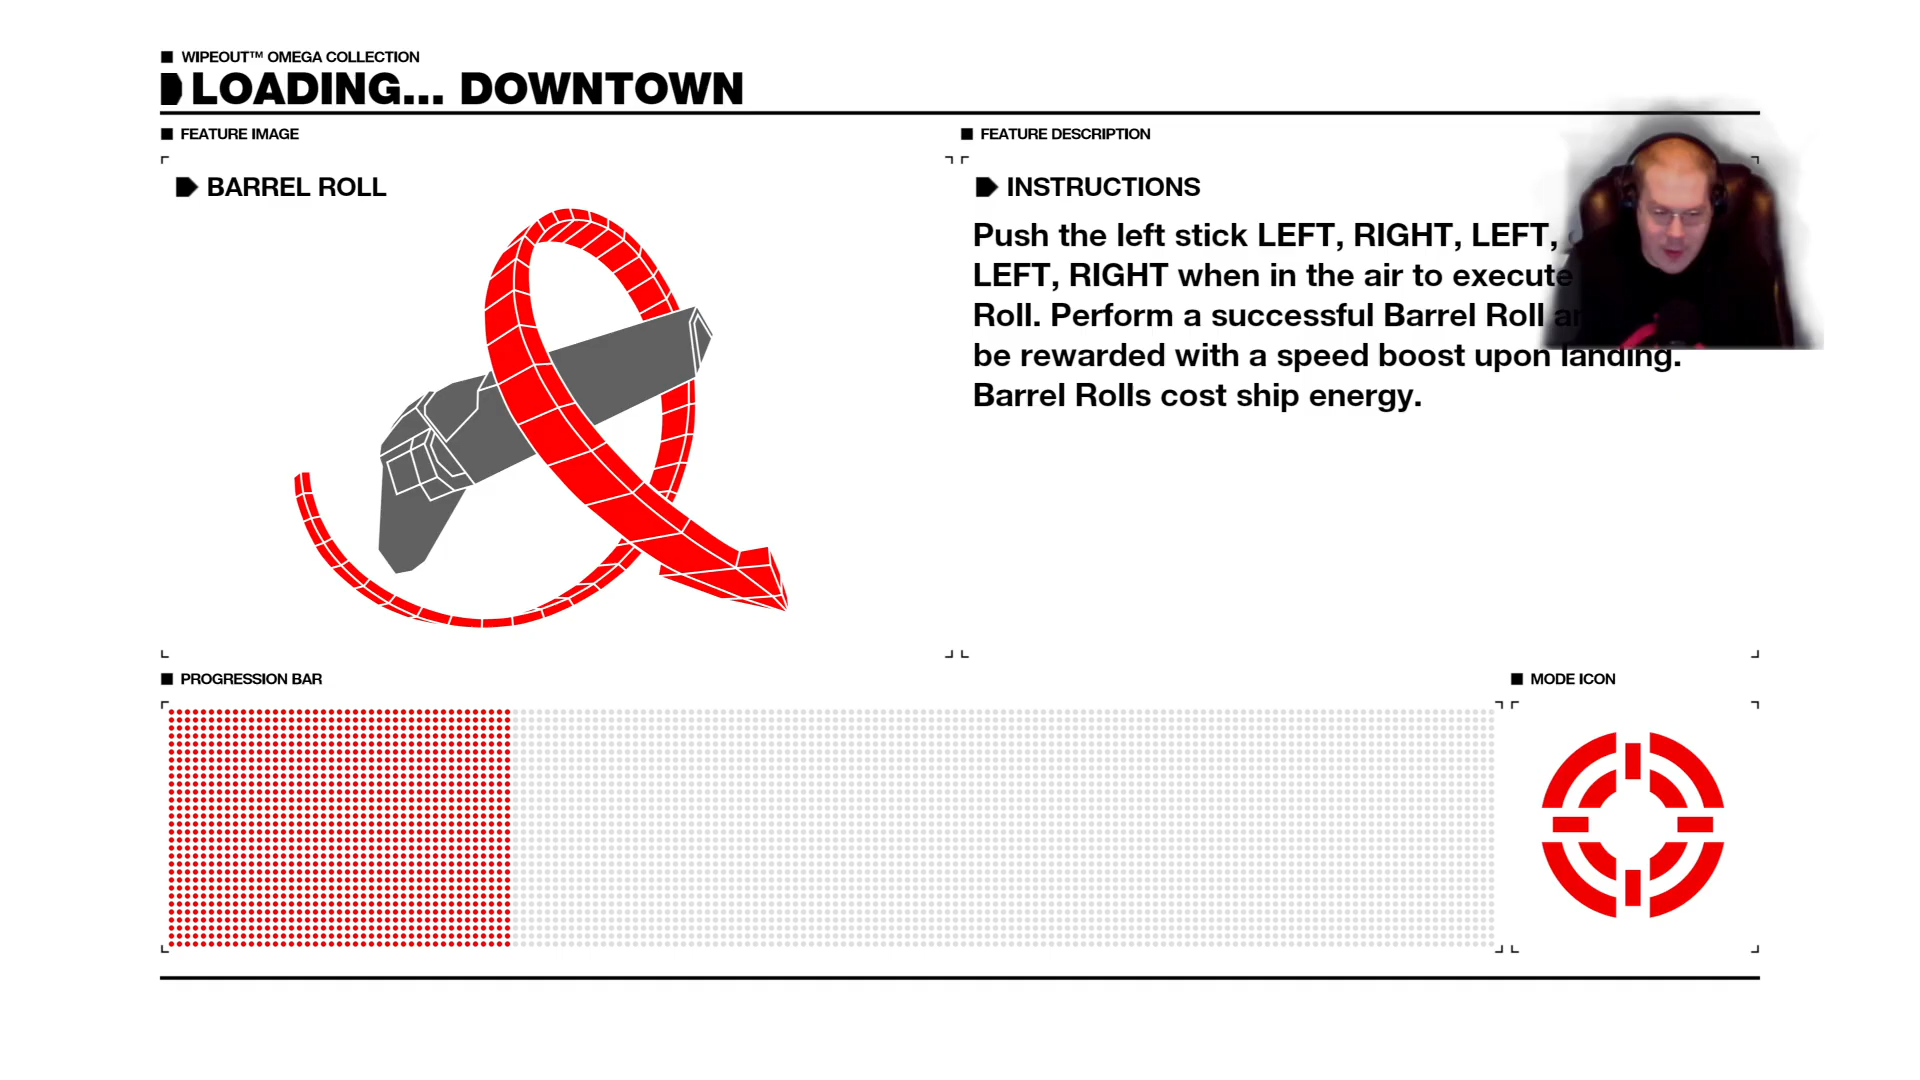 WIPEOUT™ OMEGA COLLECTION
LOADING... DOWNTOWN
FEATURE IMAGE
BARREL ROLL
FEATURE DESCRIPTION
INSTRUCTIONS
Push the left stick LEFT, RIGHT, LEFT,
LEFT, RIGHT when in the air to execute
Roll. Perform a successful Barrel Roll
be rewarded with a speed boost upon landing.
Barrel Rolls cost ship energy.
PROGRESSION BAR
MODE ICON